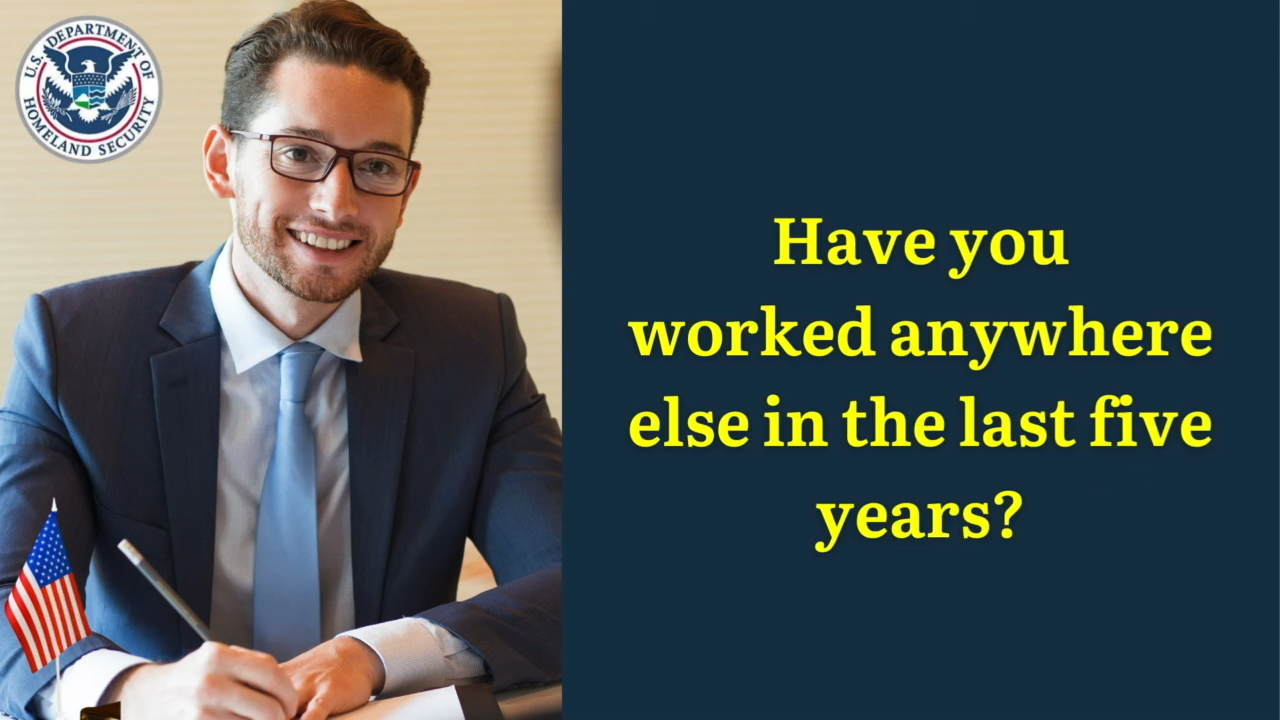 U.S. DEPARTMENT OF
HOMELAND SECURITY
Have you
worked anywhere
else in the last five
years?